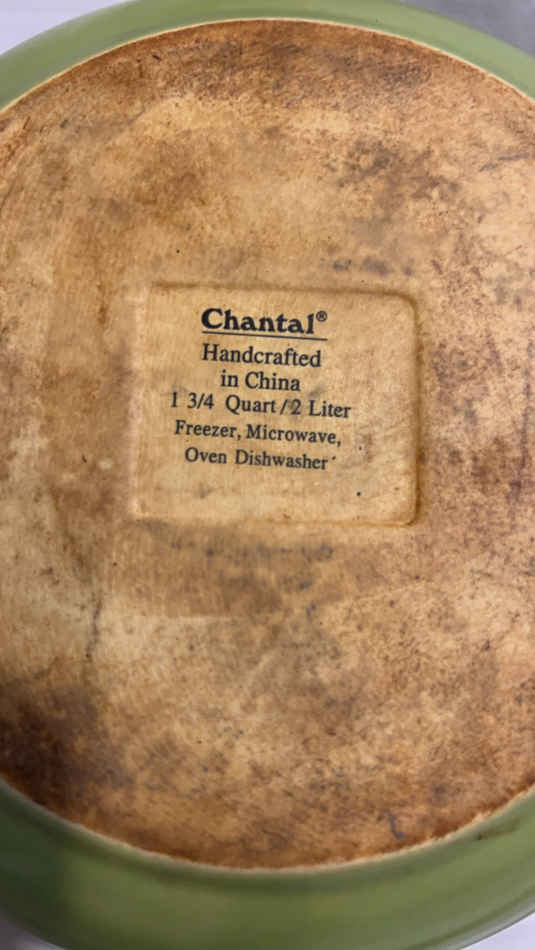 Chantal®
Handcrafted
in China
1 3/4 Quart / 2 Liter
Freezer, Microwave,
Oven Dishwasher